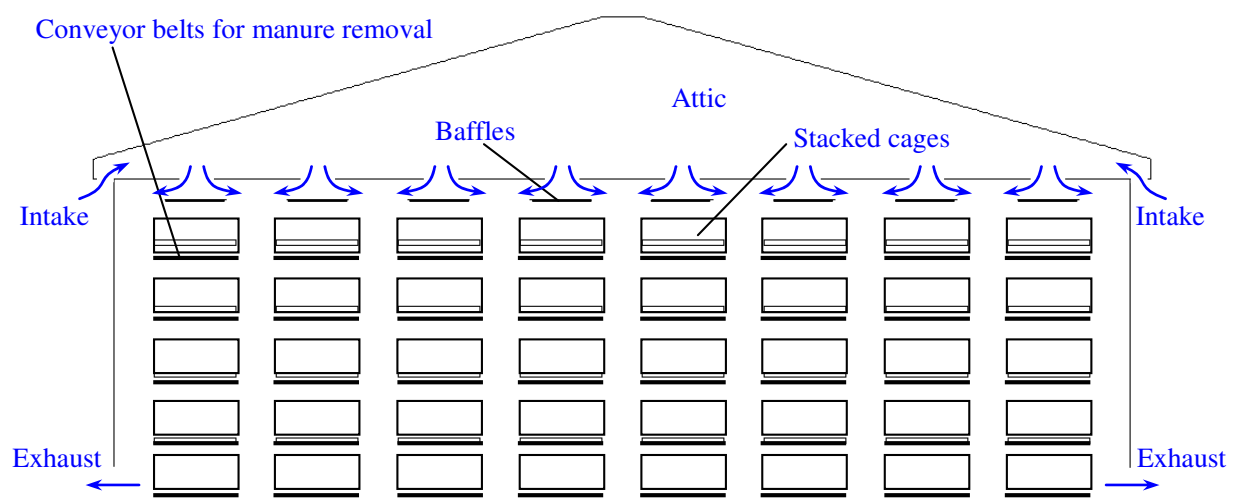 Conveyor belts for manure removal
Attic
Baffles
Stacked cages
Intake
Intake
Exhaust
Exhaust